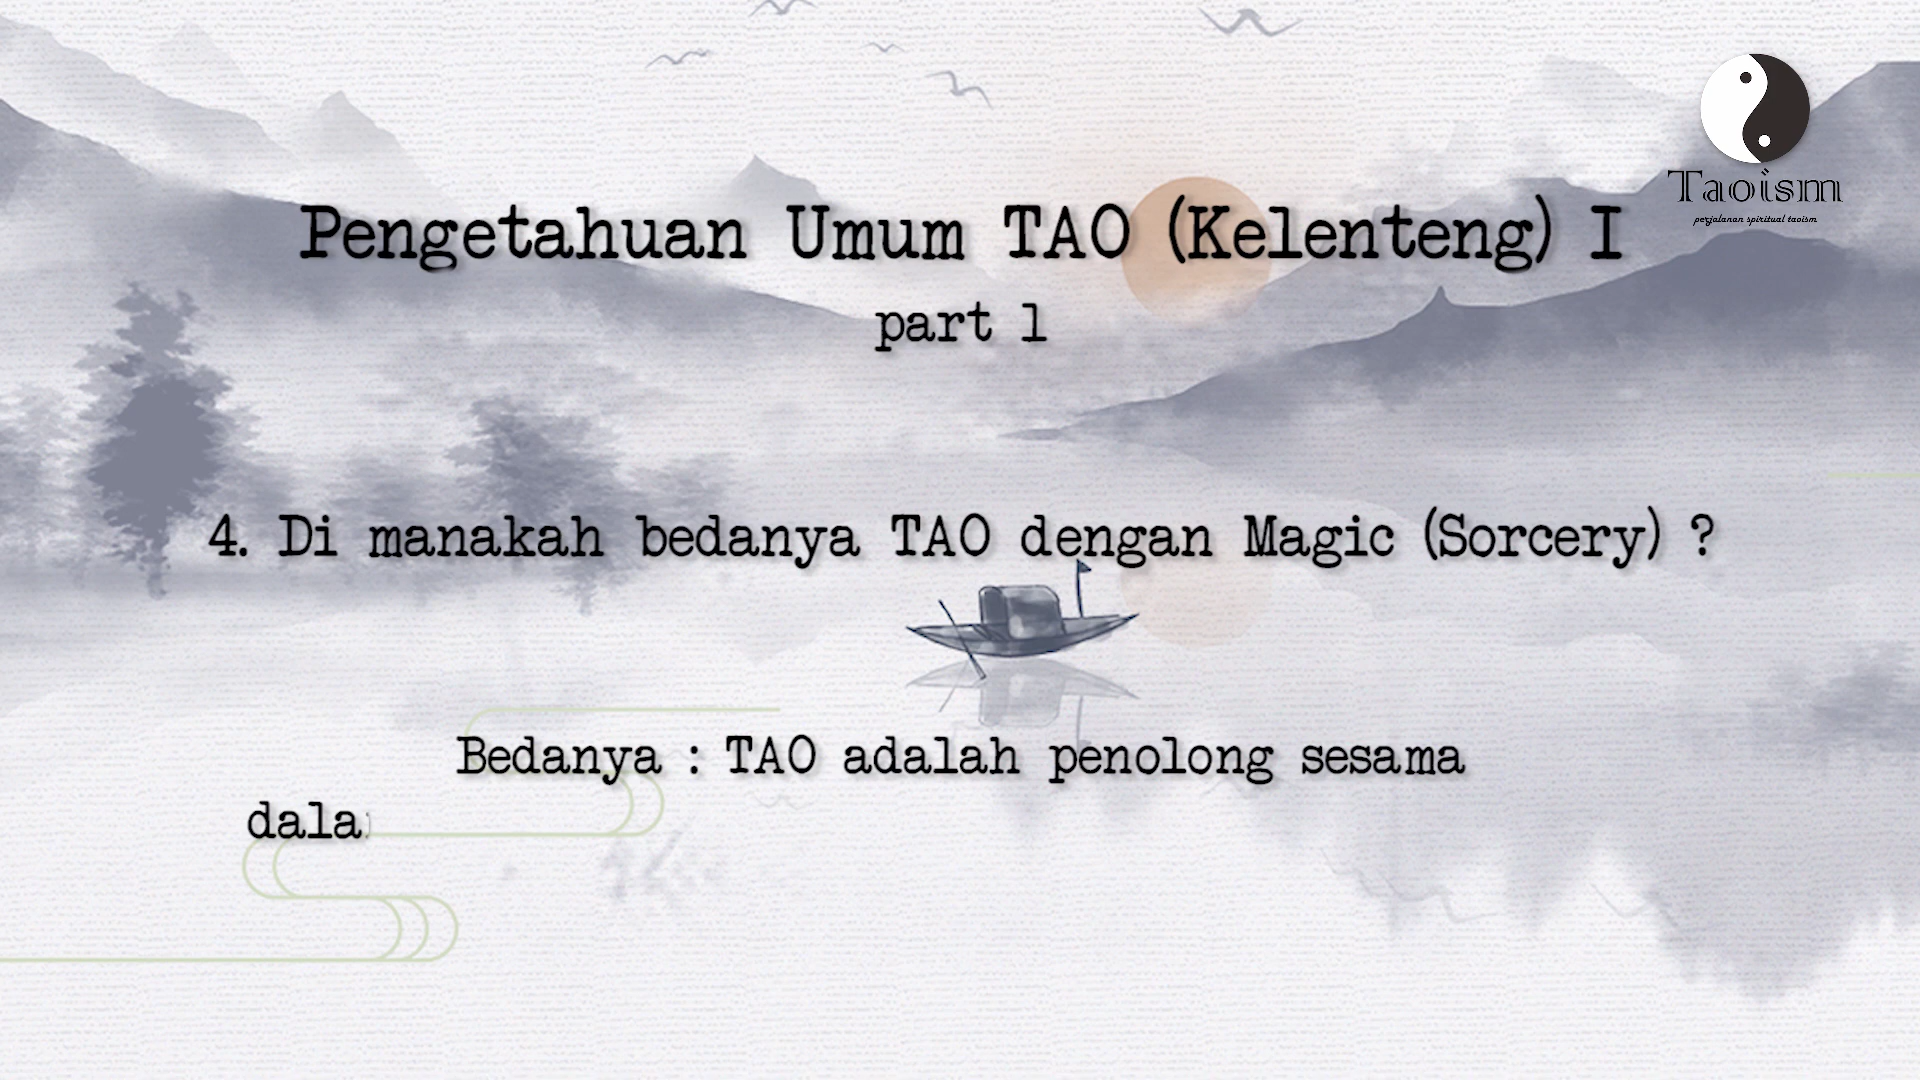 Taoism
perjalanan spiritual taoism
Pengetahuan Umum TAO (Kelenteng) I
part 1
4. Di manakah bedanya TAO dengan Magic (Sorcery) ?
Bedanya : TAO adalah penolong sesama
dala